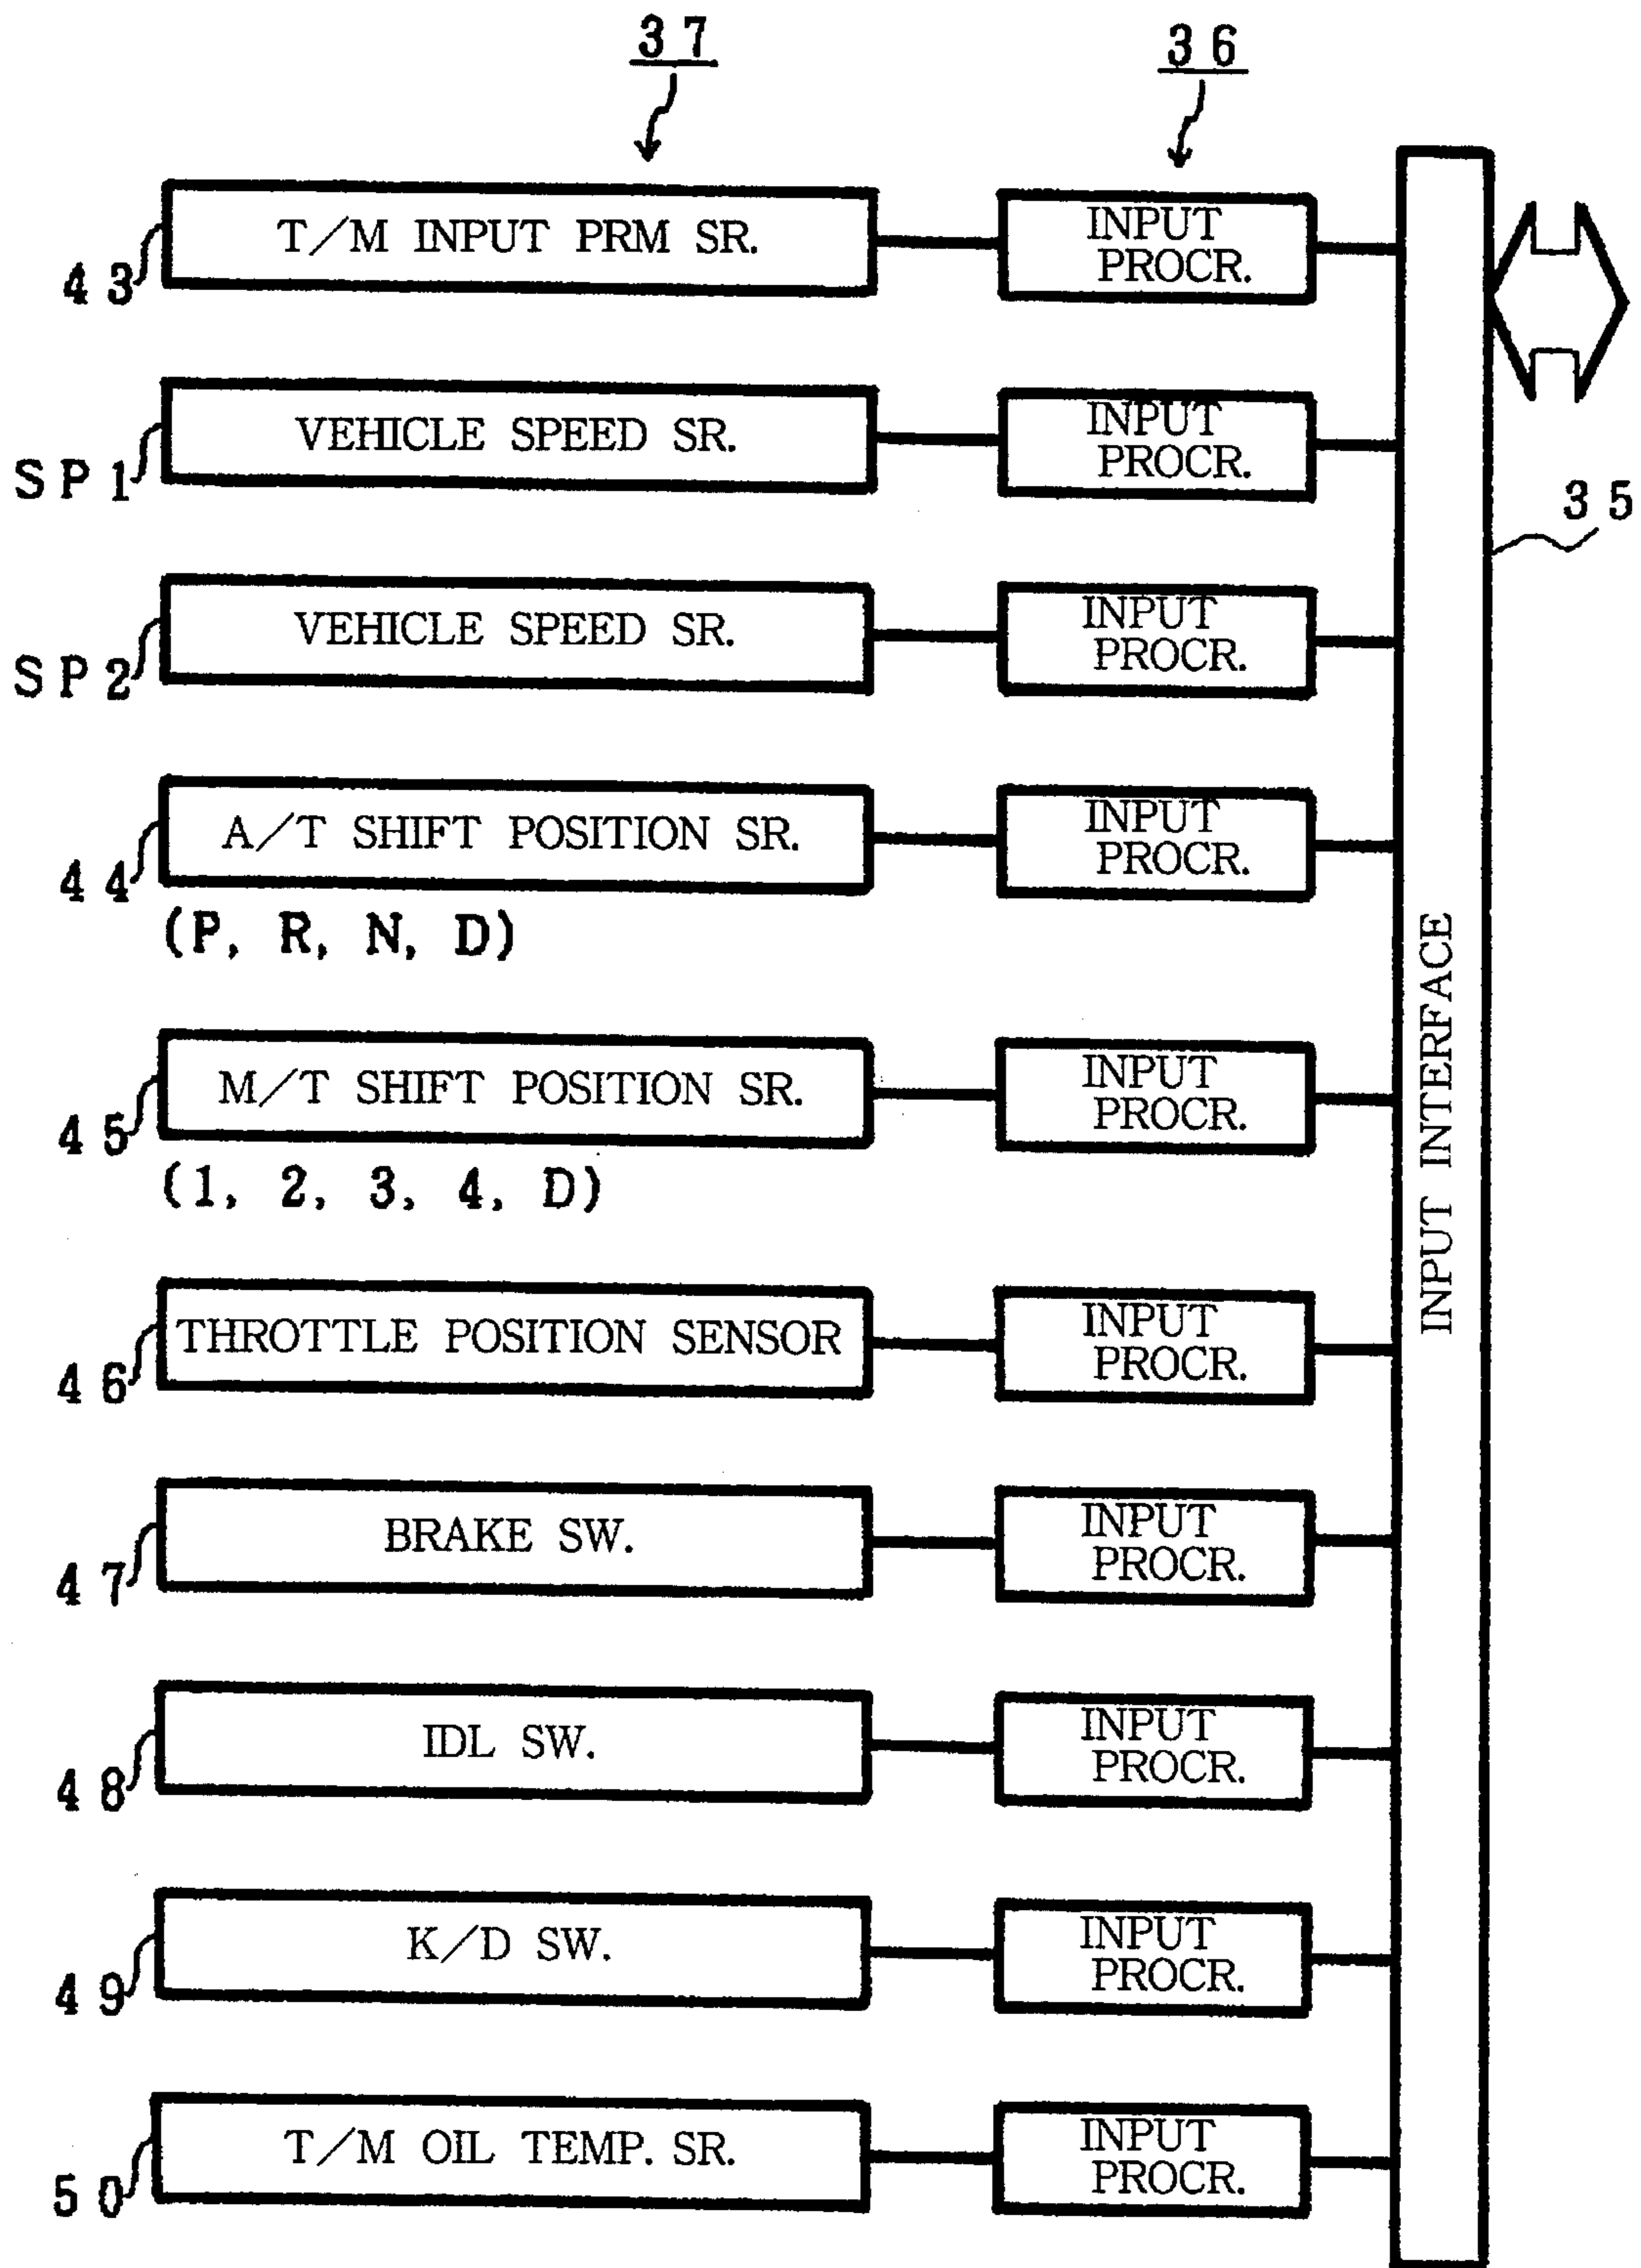 37
36
T/M INPUT PRM SR.
INPUT
PROCR.
43
VEHICLE SPEED SR.
INPUT
PROCR.
SP1
35
VEHICLE SPEED SR.
INPUT
PROCR.
SP2
A/T SHIFT POSITION SR.
INPUT
PROCR.
44
(P, R, N, D)
INPUT INTERFACE
M/T SHIFT POSITION SR.
INPUT
PROCR.
45
(1, 2, 3, 4, D)
THROTTLE POSITION SENSOR
INPUT
PROCR.
46
BRAKE SW.
INPUT
PROCR.
47
IDL SW.
INPUT
PROCR.
48
K/D SW.
INPUT
PROCR.
49
T/M OIL TEMP. SR.
INPUT
PROCR.
50